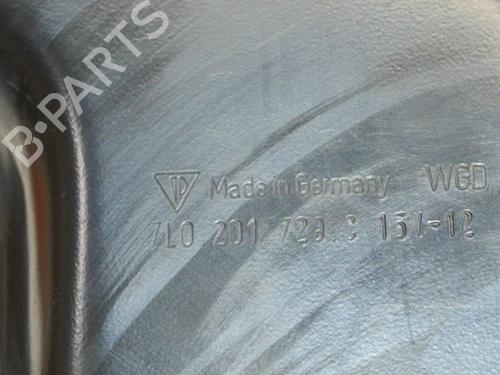 B-PARTS
Made in Germany WGD
7L0.201.723.C 157-12